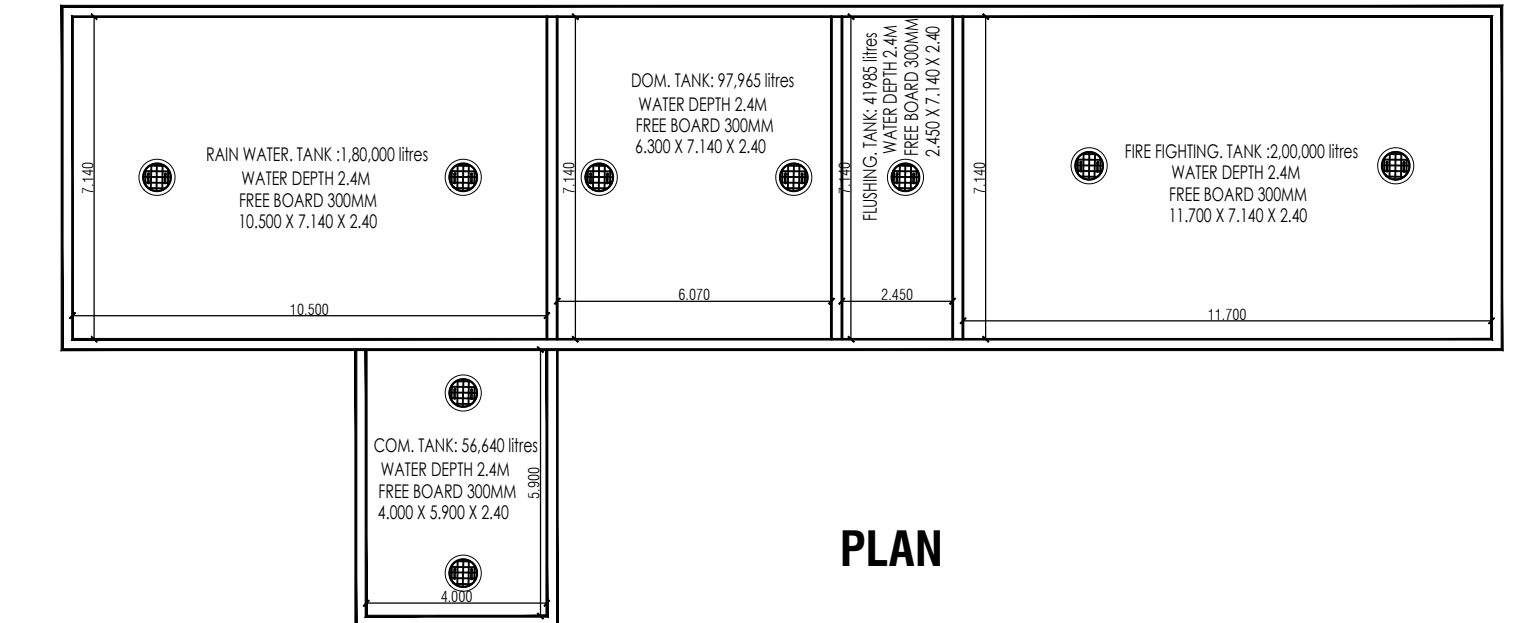 RAIN WATER. TANK :1,80,000 litres
WATER DEPTH 2.4M
FREE BOARD 300MM
10.500 X 7.140 X 2.40
7.140
10.500
DOM. TANK: 97,965 litres
WATER DEPTH 2.4M
FREE BOARD 300MM
6.300 X 7.140 X 2.40
7.140
6.070
FLUSHING. TANK: 41985 litres
WATER DEPTH 2.4M
FREE BOARD 300MM
2.450 X 7.140 X 2.40
7.140
2.450
FIRE FIGHTING. TANK :2,00,000 litres
WATER DEPTH 2.4M
FREE BOARD 300MM
11.700 X 7.140 X 2.40
7.140
11.700
COM. TANK: 56,640 litres
WATER DEPTH 2.4M
FREE BOARD 300MM
4.000 X 5.900 X 2.40
5.900
4.000
PLAN